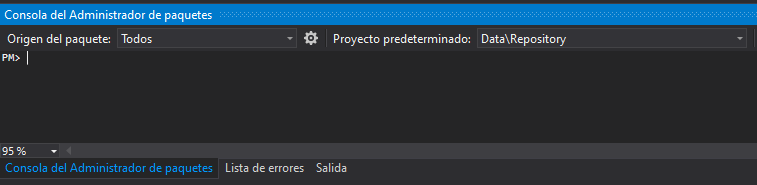 Consola del Administrador de paquetes
Origen del paquete: Todos Proyecto predeterminado: Data\Repository
PM>
95 %
Consola del Administrador de paquetes Lista de errores Salida